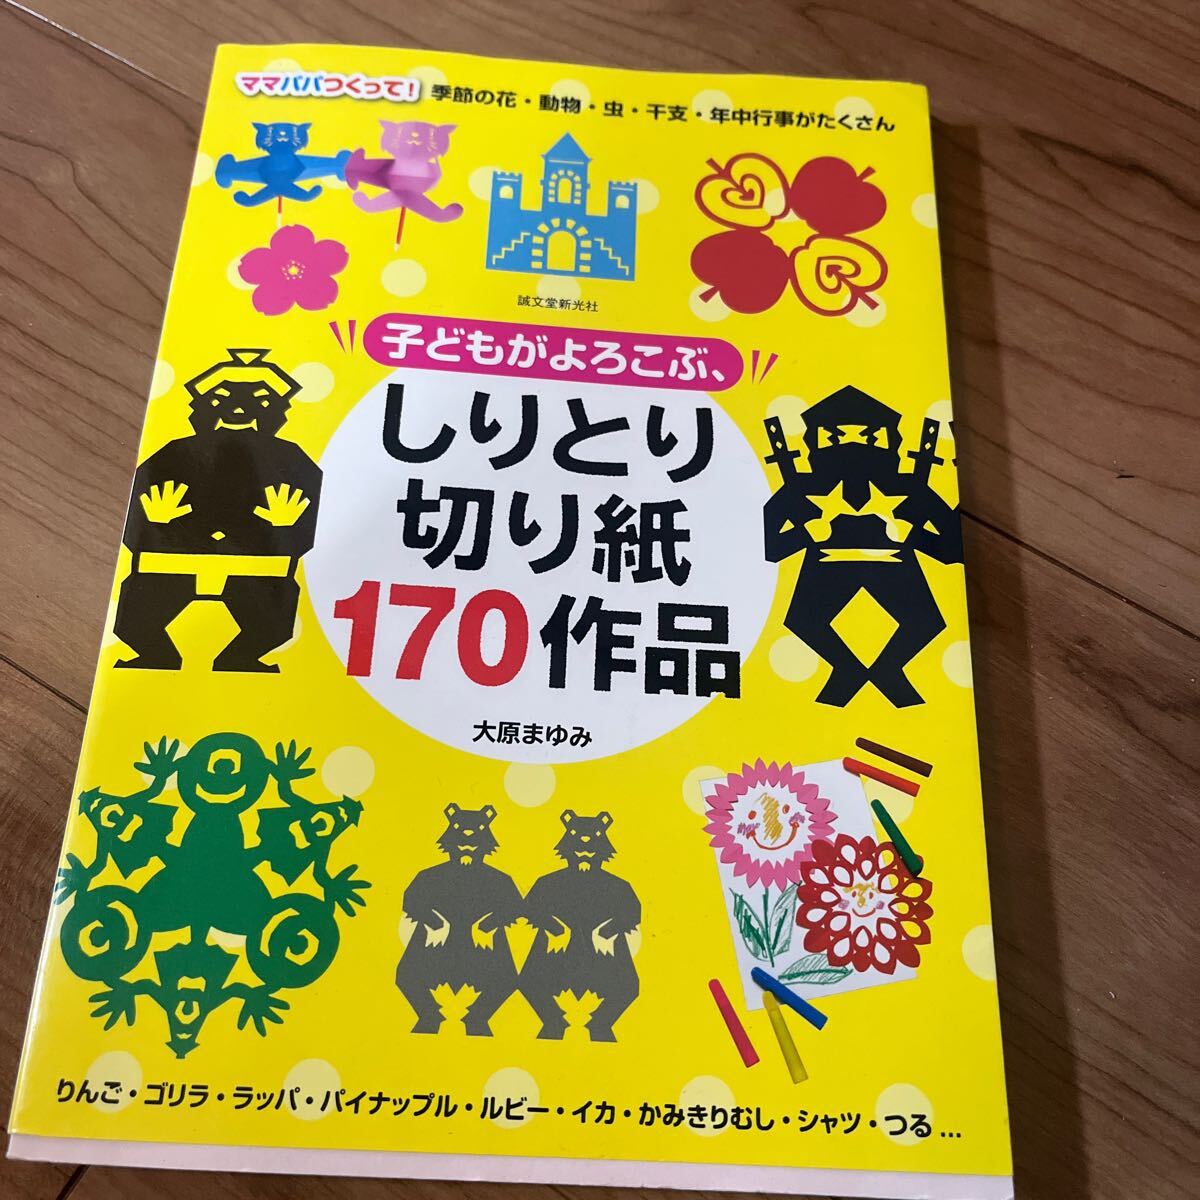 ママパパつくって!
季節の花・動物・虫・干支・年中行事がたくさん
誠文堂新光社
子どもがよろこぶ、
しりとり
切り紙
170作品
大原まゆみ
りんご・ゴリラ・ラッパ・パイナップル・ルビー・イカ・かみきりむし・シャツ・つる…